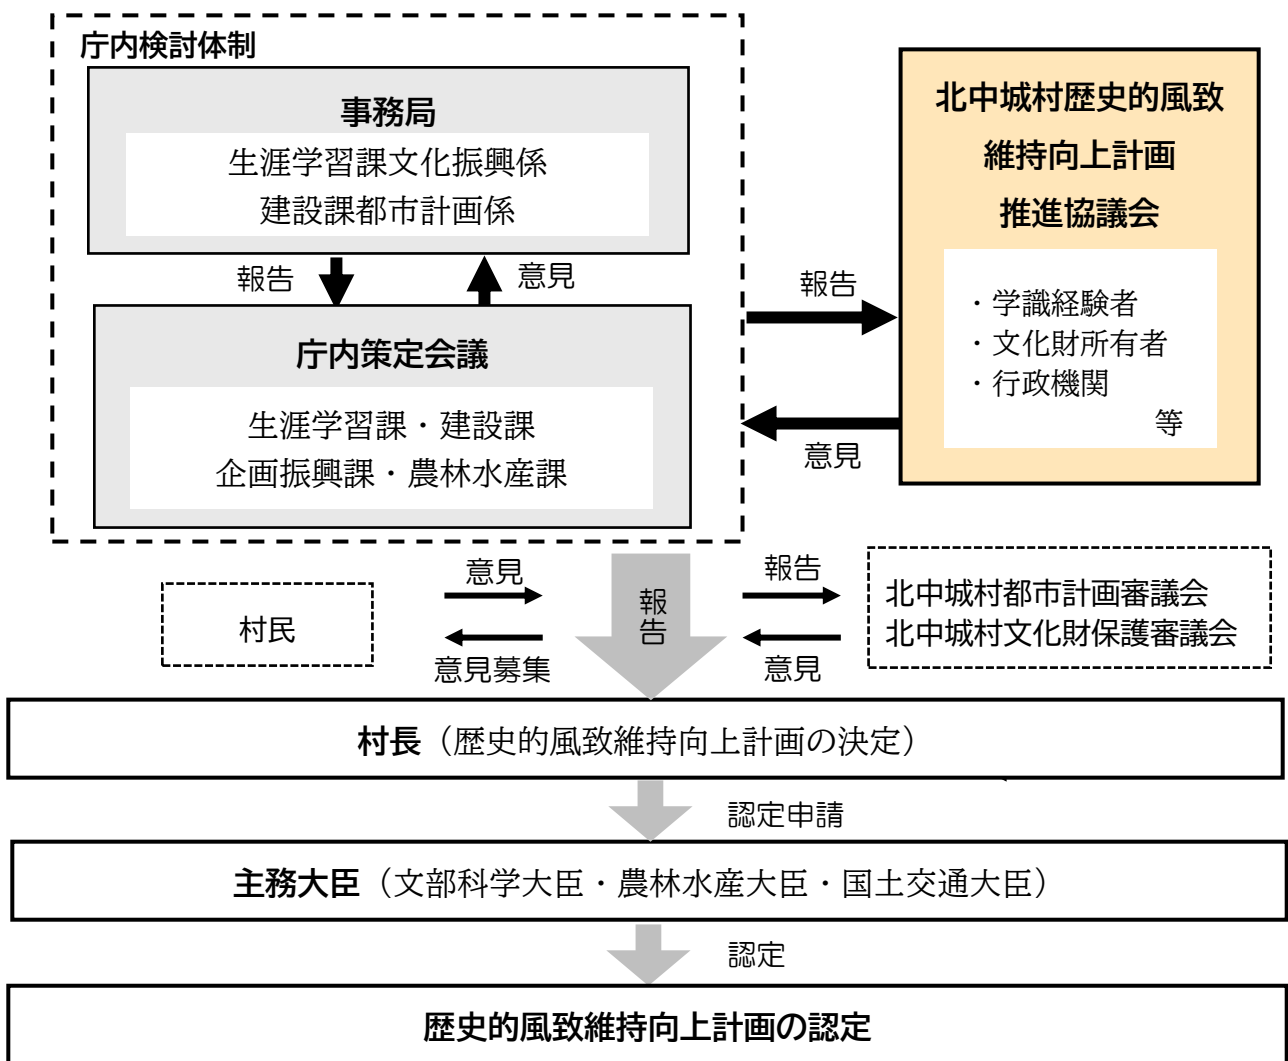 庁内検討体制
事務局
生涯学習課文化振興係
建設課都市計画係
報告
意見
庁内策定会議
生涯学習課・建設課
企画振興課・農林水産課
報告
意見
北中城村歴史的風致
維持向上計画
推進協議会
・学識経験者
・文化財所有者
・行政機関
等
村民
意見
意見募集
報告
報告
意見
北中城村都市計画審議会
北中城村文化財保護審議会
村長（歴史的風致維持向上計画の決定）
認定申請
主務大臣（文部科学大臣・農林水産大臣・国土交通大臣）
認定
歴史的風致維持向上計画の認定